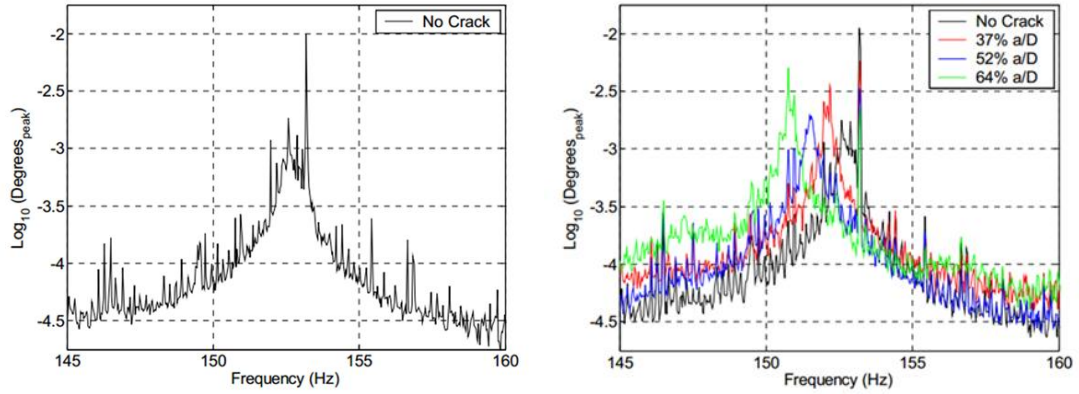 No Crack
-2
-2.5
-3
-3.5
-4
-4.5
145
150
155
160
Frequency (Hz)
Log10 (Degreespeak)
No Crack
37% a/D
52% a/D
64% a/D
-2
-2.5
-3
-3.5
-4
-4.5
145
150
155
160
Frequency (Hz)
Log10 (Degreespeak)